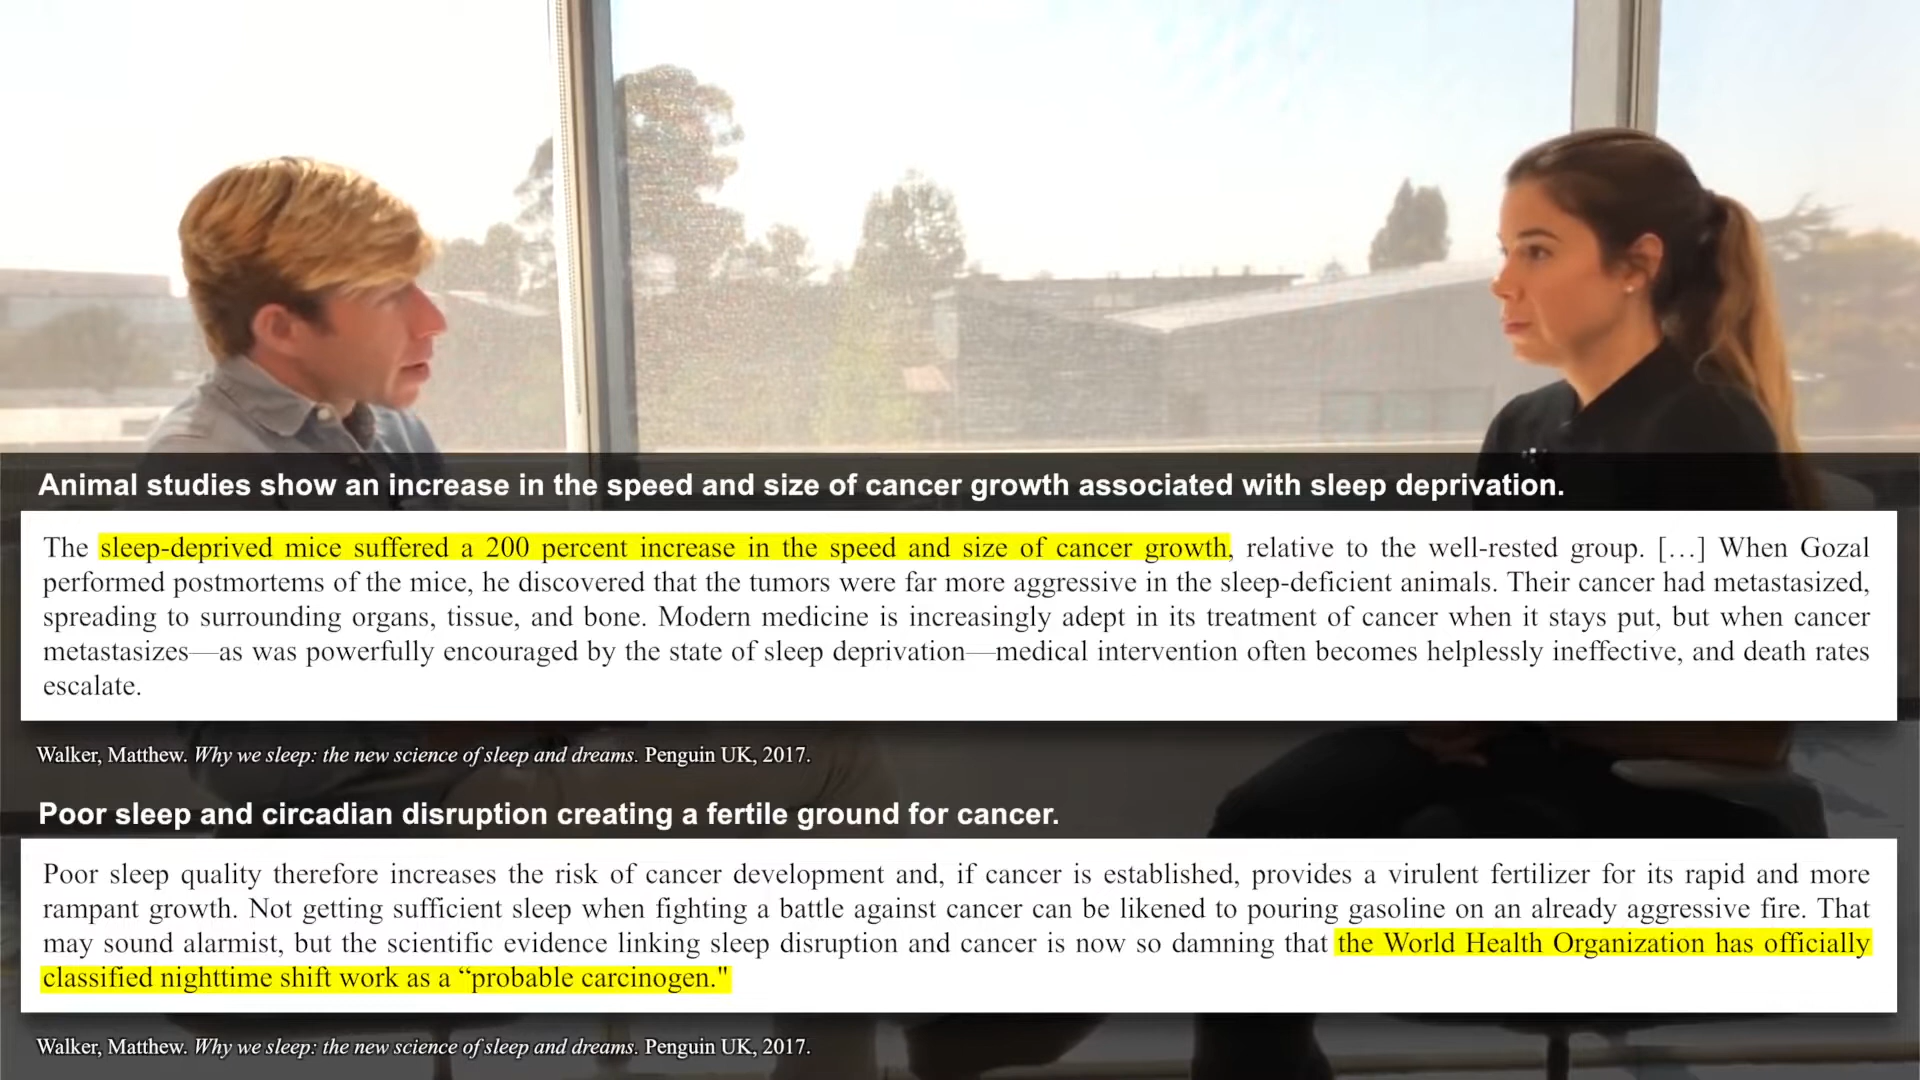 Animal studies show an increase in the speed and size of cancer growth associated with sleep deprivation.
The sleep-deprived mice suffered a 200 percent increase in the speed and size of cancer growth, relative to the well-rested group. […] When Gozal
performed postmortems of the mice, he discovered that the tumors were far more aggressive in the sleep-deficient animals. Their cancer had metastasized,
spreading to surrounding organs, tissue, and bone. Modern medicine is increasingly adept in its treatment of cancer when it stays put, but when cancer
metastasizes—as was powerfully encouraged by the state of sleep deprivation—medical intervention often becomes helplessly ineffective, and death rates
escalate.
Walker, Matthew. Why we sleep: the new science of sleep and dreams. Penguin UK, 2017.
Poor sleep and circadian disruption creating a fertile ground for cancer.
Poor sleep quality therefore increases the risk of cancer development and, if cancer is established, provides a virulent fertilizer for its rapid and more
rampant growth. Not getting sufficient sleep when fighting a battle against cancer can be likened to pouring gasoline on an already aggressive fire. That
may sound alarmist, but the scientific evidence linking sleep disruption and cancer is now so damning that the World Health Organization has officially
classified nighttime shift work as a “probable carcinogen."
Walker, Matthew. Why we sleep: the new science of sleep and dreams. Penguin UK, 2017.